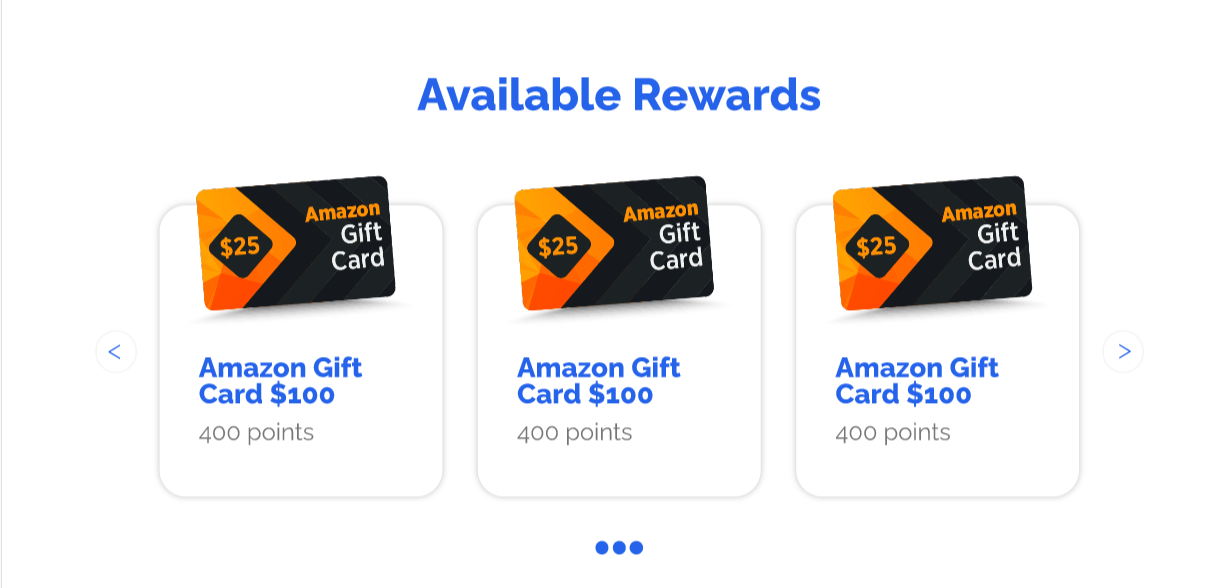 Available Rewards
$25
Amazon
Gift
Card
Amazon Gift
Card $100
400 points
$25
Amazon
Gift
Card
Amazon Gift
Card $100
400 points
$25
Amazon
Gift
Card
Amazon Gift
Card $100
400 points
<
>